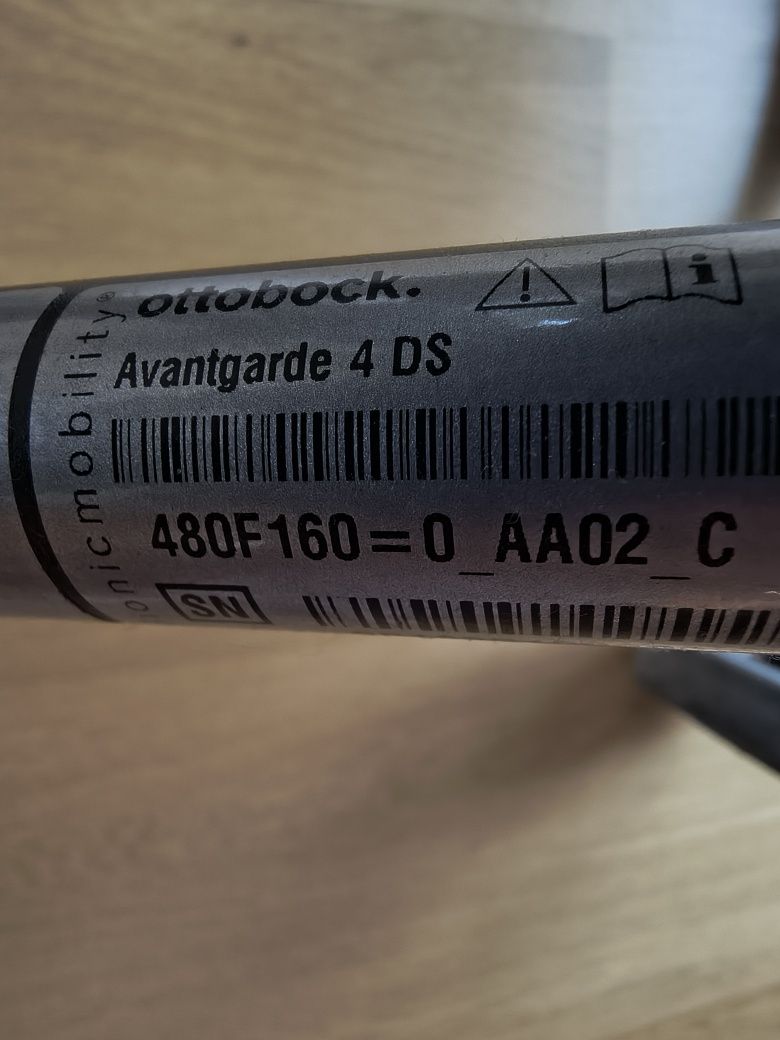 ottobock.
Avantgarde 4 DS
480F160=0_AA02_C
SN
onicmobility®